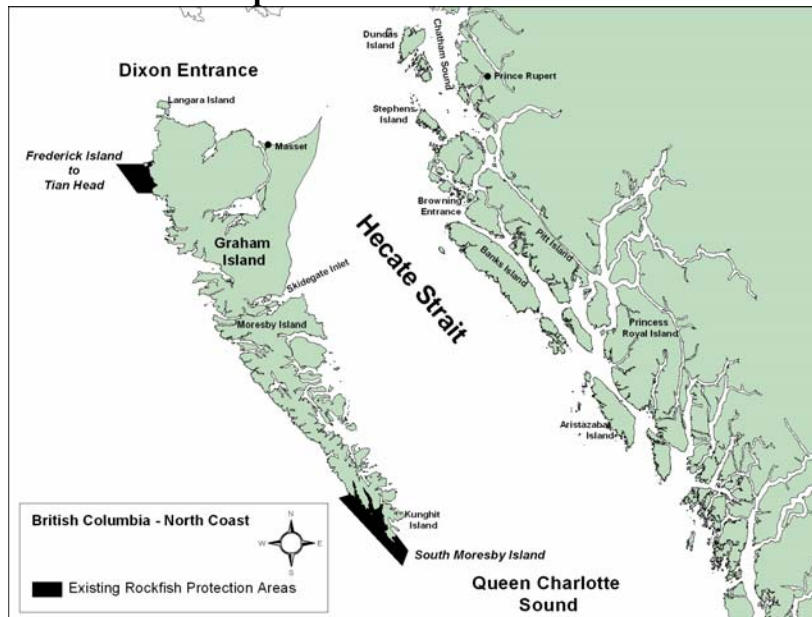 Dundas
Island
Chatham Sound
Dixon Entrance
Prince Rupert
Langara Island
Stephens
Island
Masset
Frederick Island
to
Tian Head
Browning
Entrance
Pitt Island
Graham
Island
Hecate Strait
Banks Island
Skidegate Inlet
Moresby Island
Princess
Royal Island
Aristazabal
Island
British Columbia - North Coast
N
W
E
S
Kunghit
Island
South Moresby Island
Existing Rockfish Protection Areas
Queen Charlotte
Sound